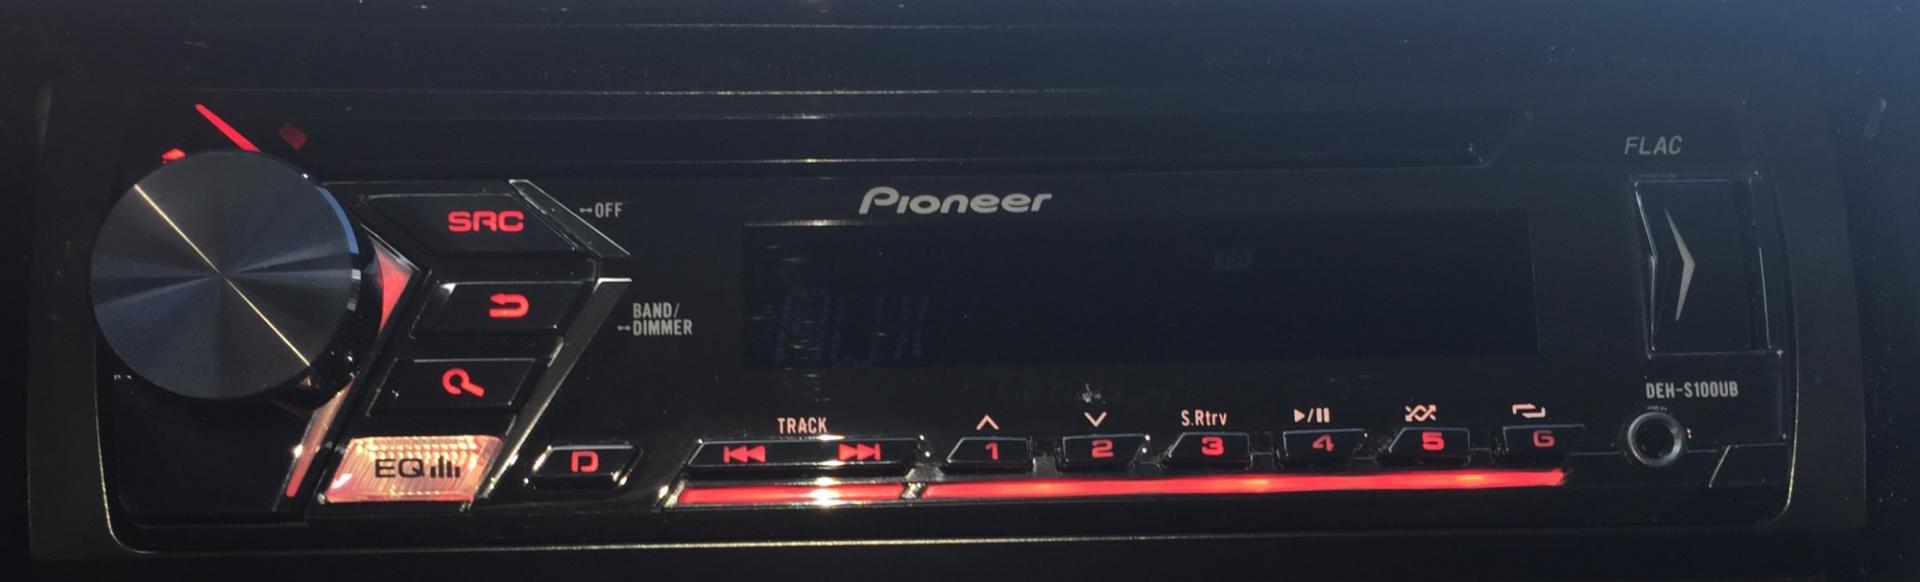 FLAC
Pioneer
SRC
OFF
BAND/
DIMMER
DEH-S100UB
TRACK
S.Rtrv
1 2 3 4 5 6
EQ
D